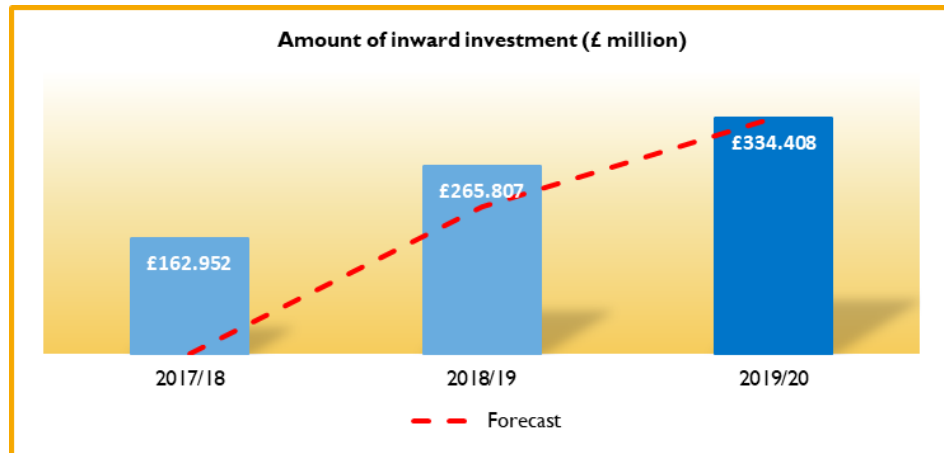 Amount of inward investment (£ million)
£334.408
£265.807
£162.952
2017/18 2018/19 2019/20
Forecast